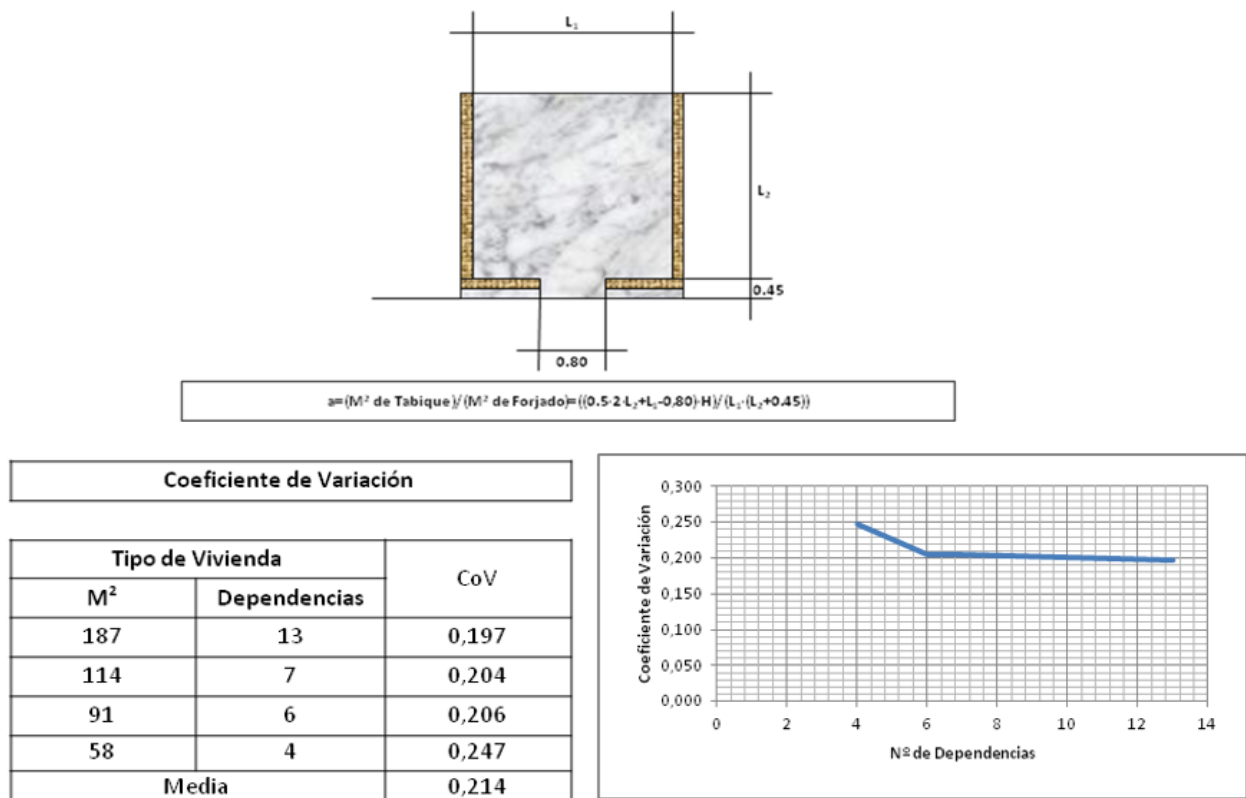 L₁
L₂
0.45
0.80
a=(M² de Tabique)/(M² de Forjado)=((0.5·2·L₂+L₁-0,80)·H)/(L₁·(L₂+0.45))
Coeficiente de Variación
Tipo de Vivienda CoV
M² Dependencias
187 13 0,197
114 7 0,204
91 6 0,206
58 4 0,247
Media 0,214
Coeficiente de Variación
0,300
0,250
0,200
0,150
0,100
0,050
0,000
0 2 4 6 8 10 12 14
Nº de Dependencias